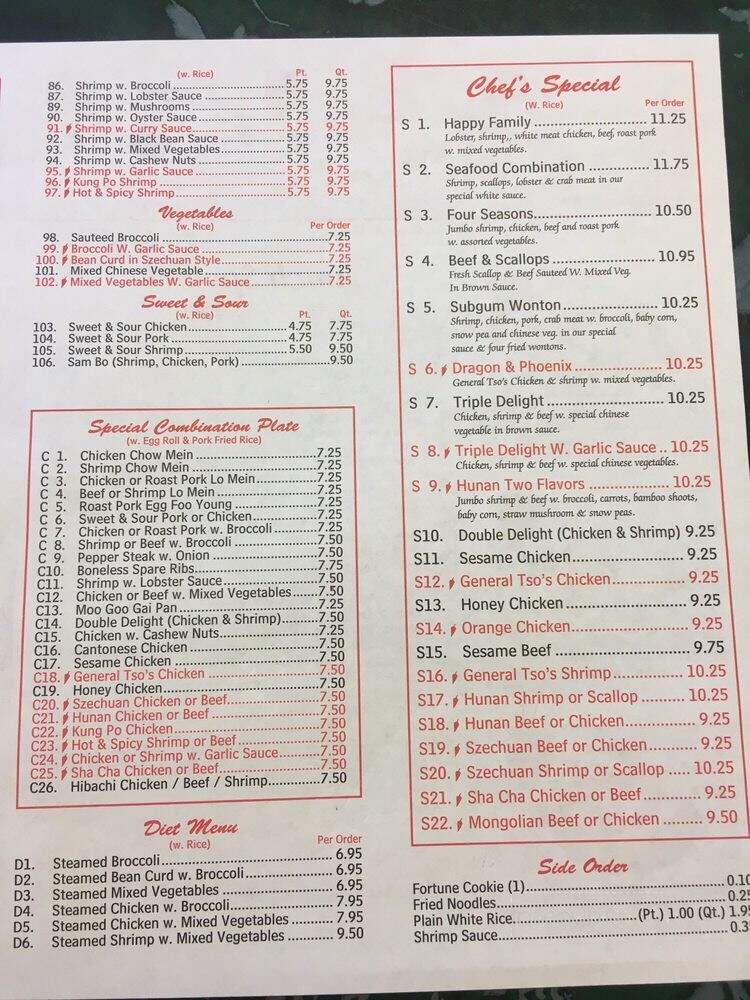 (w. Rice) Pt. Qt.
86. Shrimp w. Broccoli 5.75 9.75
87. Shrimp w. Lobster Sauce 5.75 9.75
89. Shrimp w. Mushrooms 5.75 9.75
90. Shrimp w. Oyster Sauce 5.75 9.75
91. Shrimp w. Curry Sauce 5.75 9.75
92. Shrimp w. Black Bean Sauce 5.75 9.75
93. Shrimp w. Mixed Vegetables 5.75 9.75
94. Shrimp w. Cashew Nuts 5.75 9.75
95. Shrimp w. Garlic Sauce 5.75 9.75
96. Kung Po Shrimp 5.75 9.75
97. Hot & Spicy Shrimp 5.75 9.75
Vegetables
(w. Rice) Per Order
98. Sauteed Broccoli 7.25
99. Broccoli W. Garlic Sauce 7.25
100. Bean Curd in Szechuan Style 7.25
101. Mixed Chinese Vegetable 7.25
102. Mixed Vegetables W. Garlic Sauce 7.25
Sweet & Sour
(w. Rice) Pt. Qt.
103. Sweet & Sour Chicken 4.75 7.75
104. Sweet & Sour Pork 4.75 7.75
105. Sweet & Sour Shrimp 5.50 9.50
106. Sam Bo (Shrimp, Chicken, Pork) 9.50
Special Combination Plate
(w. Egg Roll & Pork Fried Rice)
C 1. Chicken Chow Mein 7.25
C 2. Shrimp Chow Mein 7.25
C 3. Chicken or Roast Pork Lo Mein 7.25
C 4. Beef or Shrimp Lo Mein 7.25
C 5. Roast Pork Egg Foo Young 7.25
C 6. Sweet & Sour Pork or Chicken 7.25
C 7. Chicken or Roast Pork w. Broccoli 7.25
C 8. Shrimp or Beef w. Broccoli 7.50
C 9. Pepper Steak w. Onion 7.50
C10. Boneless Spare Ribs 7.75
C11. Shrimp w. Lobster Sauce 7.50
C12. Chicken or Beef w. Mixed Vegetables 7.50
C13. Moo Goo Gai Pan 7.25
C14. Double Delight (Chicken & Shrimp) 7.50
C15. Chicken w. Cashew Nuts 7.25
C16. Cantonese Chicken 7.50
C17. Sesame Chicken 7.50
C18. General Tso's Chicken 7.50
C19. Honey Chicken 7.50
C20. Szechuan Chicken or Beef 7.50
C21. Hunan Chicken or Beef 7.50
C22. Kung Po Chicken 7.50
C23. Hot & Spicy Shrimp or Beef 7.50
C24. Chicken or Shrimp w. Garlic Sauce 7.50
C25. Sha Cha Chicken or Beef 7.50
C26. Hibachi Chicken / Beef / Shrimp 7.50
Diet Menu
(w. Rice) Per Order
D1. Steamed Broccoli 6.95
D2. Steamed Bean Curd w. Broccoli 6.95
D3. Steamed Mixed Vegetables 6.95
D4. Steamed Chicken w. Broccoli 7.95
D5. Steamed Chicken w. Mixed Vegetables 7.95
D6. Steamed Shrimp w. Mixed Vegetables 9.50
Chef's Special
(W. Rice) Per Order
S 1. Happy Family 11.25
Lobster, shrimp,, white meat chicken, beef, roast pork
w. mixed vegetables.
S 2. Seafood Combination 11.75
Shrimp, scallops, lobster & crab meat in our
special white sauce.
S 3. Four Seasons 10.50
Jumbo shrimp, chicken, beef and roast pork
w. assorted vegetables.
S 4. Beef & Scallops 10.95
Fresh Scallop & Beef Sauteed W. Mixed Veg.
In Brown Sauce.
S 5. Subgum Wonton 10.25
Shrimp, chicken, pork, crab meat w. broccoli, baby corn,
snow pea and chinese veg. in our special
sauce & four fried wontons.
S 6. Dragon & Phoenix 10.25
General Tso's Chicken & shrimp w. mixed vegetables.
S 7. Triple Delight 10.25
Chicken, shrimp & beef w. special chinese
vegetable in brown sauce.
S 8. Triple Delight W. Garlic Sauce 10.25
Chicken, shrimp & beef w. special chinese vegetables.
S 9. Hunan Two Flavors 10.25
Jumbo shrimp & beef w. broccoli, carrots, bamboo shoots,
baby corn, straw mushroom & snow peas.
S10. Double Delight (Chicken & Shrimp) 9.25
S11. Sesame Chicken 9.25
S12. General Tso's Chicken 9.25
S13. Honey Chicken 9.25
S14. Orange Chicken 9.25
S15. Sesame Beef 9.75
S16. General Tso's Shrimp 10.25
S17. Hunan Shrimp or Scallop 10.25
S18. Hunan Beef or Chicken 9.25
S19. Szechuan Beef or Chicken 9.25
S20. Szechuan Shrimp or Scallop 10.25
S21. Sha Cha Chicken or Beef 9.25
S22. Mongolian Beef or Chicken 9.50
Side Order
Fortune Cookie (1) 0.10
Fried Noodles 0.25
Plain White Rice (Pt.) 1.00 (Qt.) 1.95
Shrimp Sauce 0.3